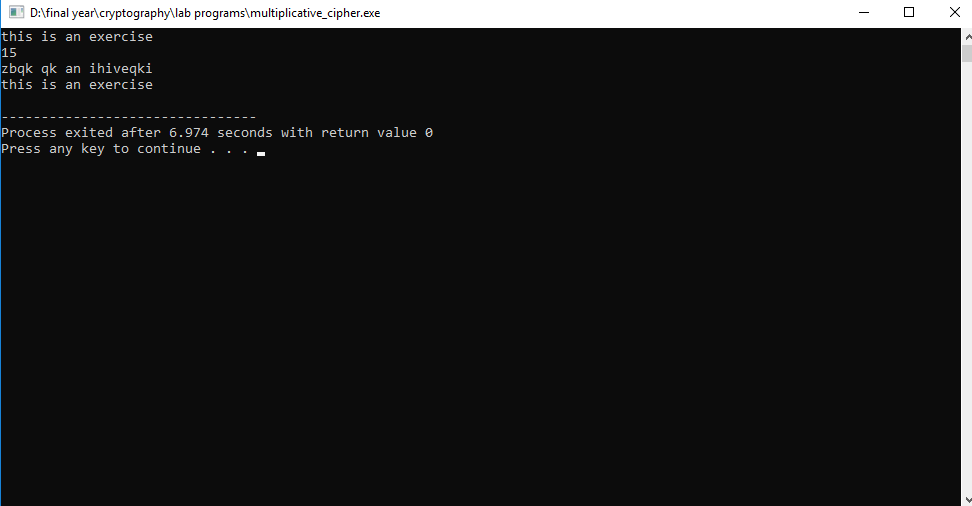 D:\final year\cryptography\lab programs\multiplicative_cipher.exe
this is an exercise
15
zbqk qk an ihiveqki
this is an exercise
--------------------------------
Process exited after 6.974 seconds with return value 0
Press any key to continue . . .